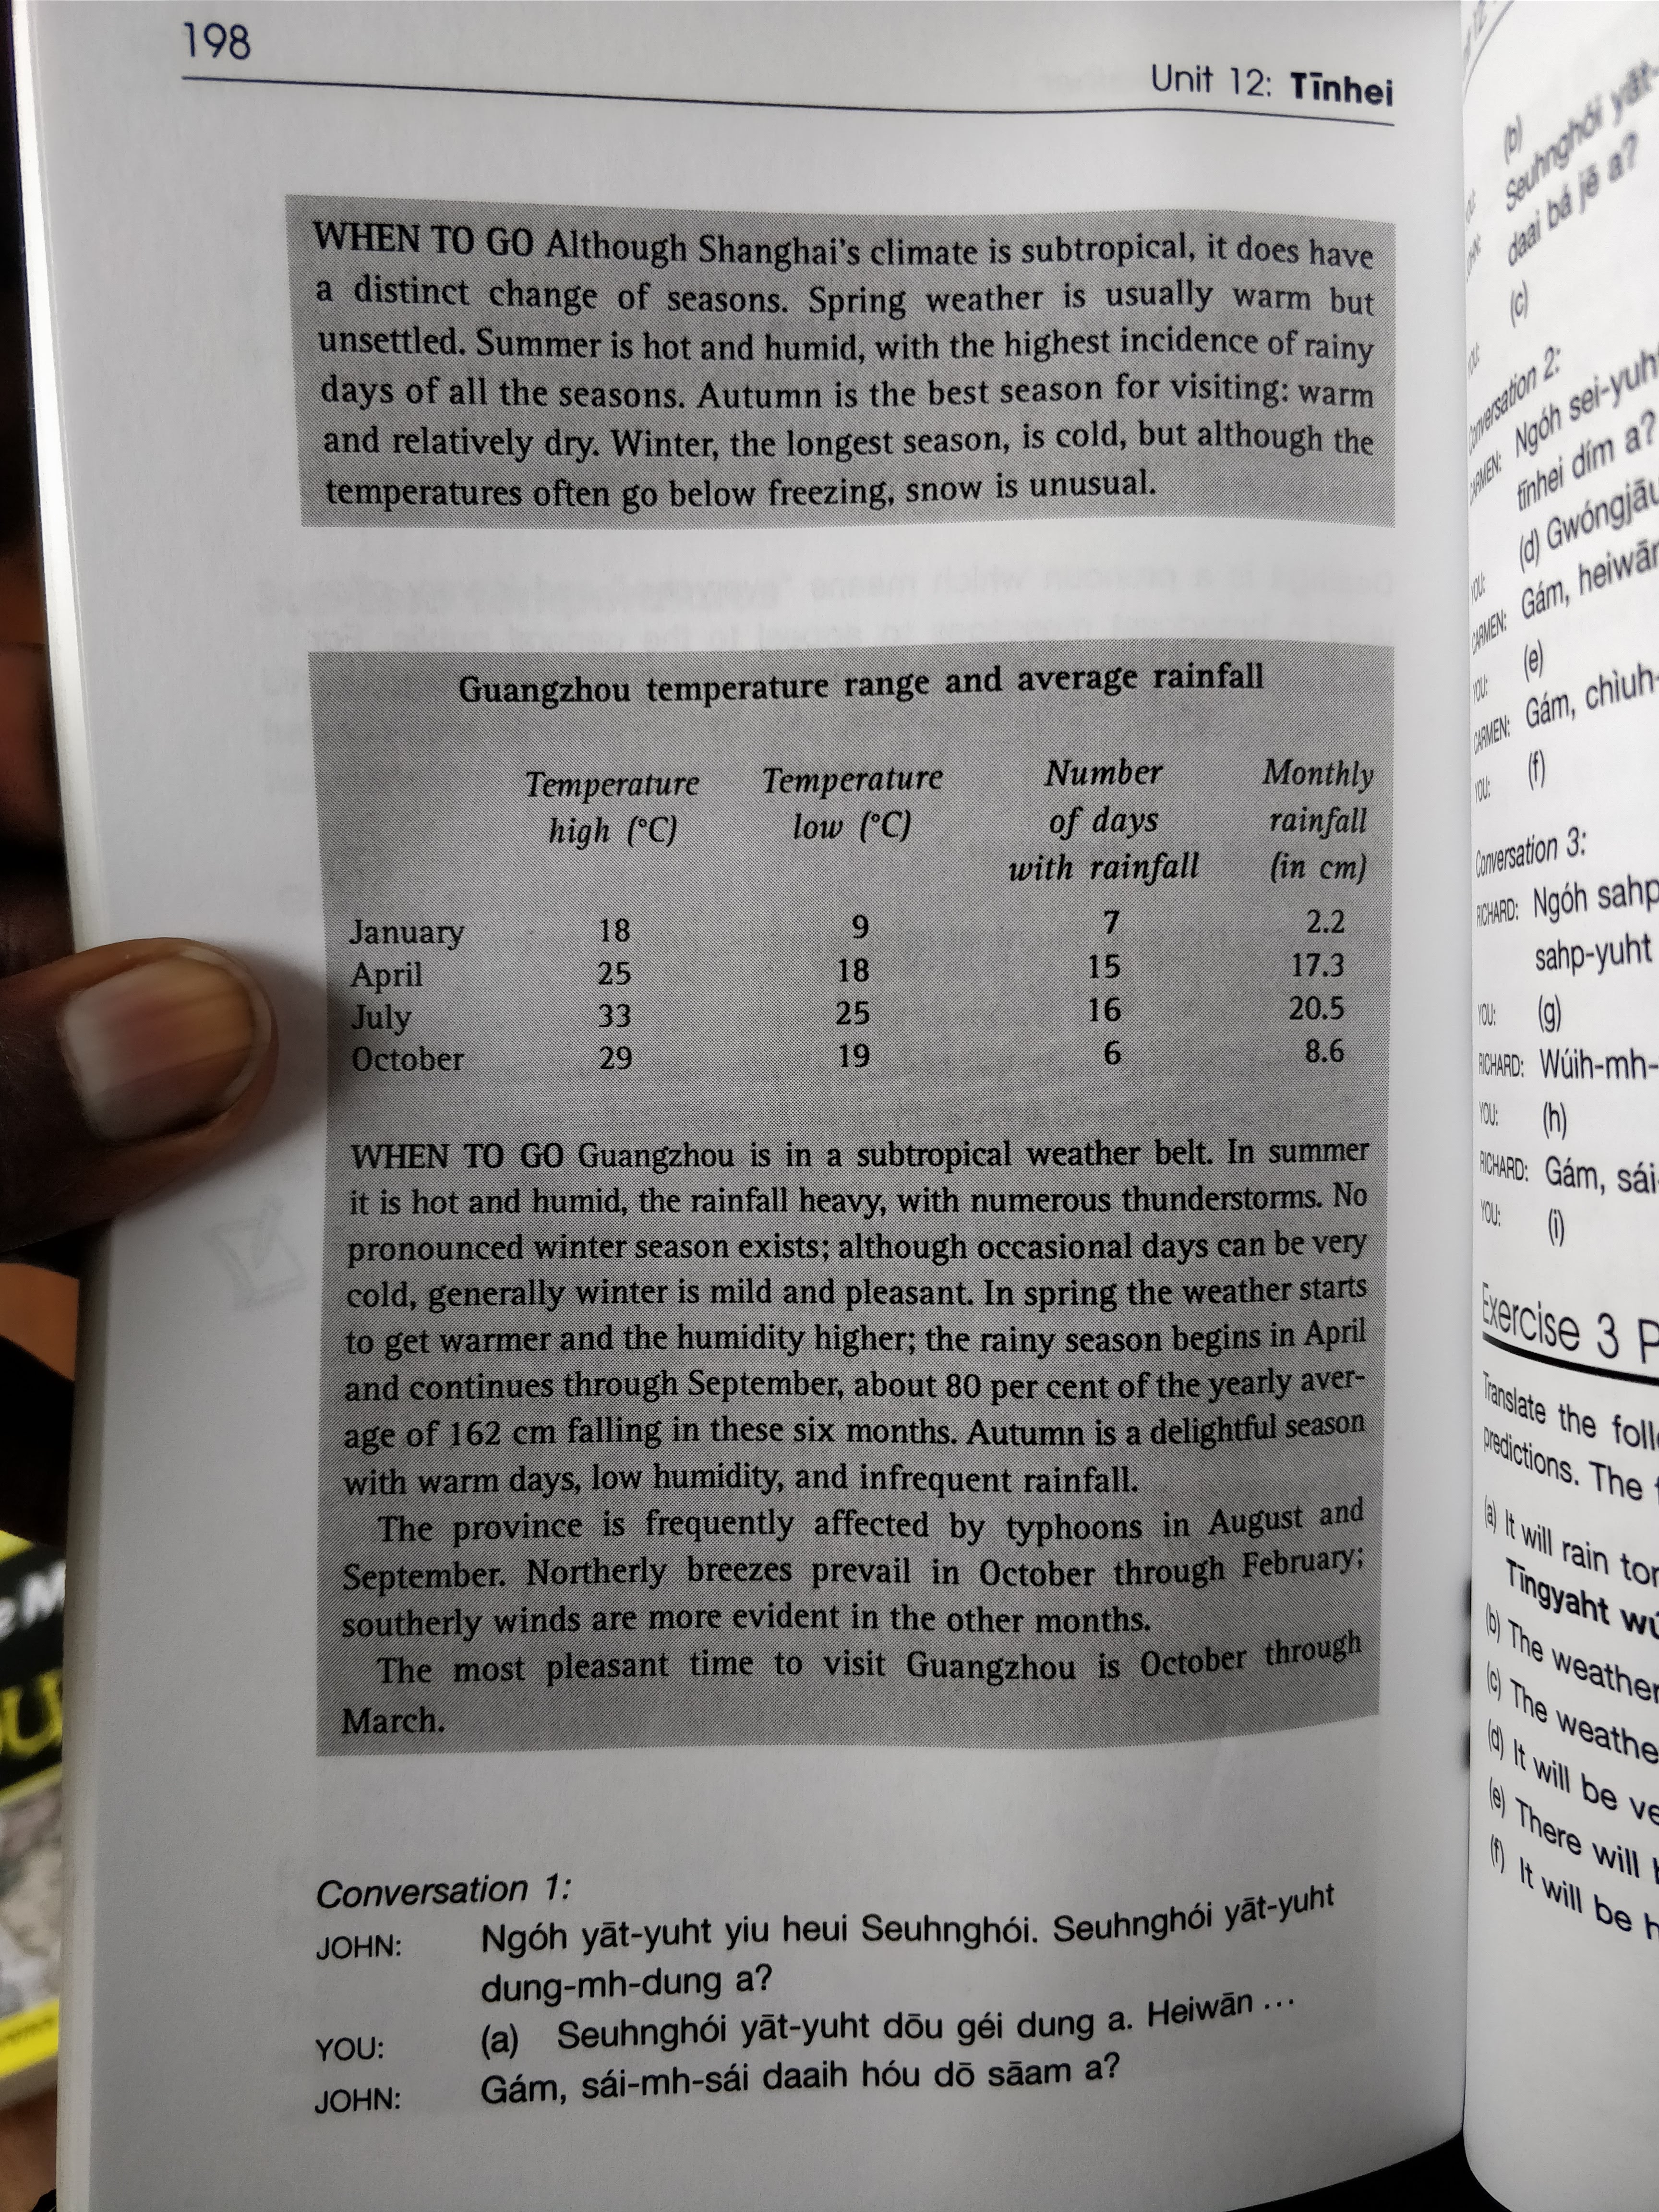 198
Unit 12: Tīnhei
WHEN TO GO Although Shanghai's climate is subtropical, it does have
a distinct change of seasons. Spring weather is usually warm but
unsettled. Summer is hot and humid, with the highest incidence of rainy
days of all the seasons. Autumn is the best season for visiting: warm
and relatively dry. Winter, the longest season, is cold, but although the
temperatures often go below freezing, snow is unusual.
Guangzhou temperature range and average rainfall
Temperature high (°C) Temperature low (°C) Number of days with rainfall Monthly rainfall (in cm)
January 18 9 7 2.2
April 25 18 15 17.3
July 33 25 16 20.5
October 29 19 6 8.6
WHEN TO GO Guangzhou is in a subtropical weather belt. In summer
it is hot and humid, the rainfall heavy, with numerous thunderstorms. No
pronounced winter season exists; although occasional days can be very
cold, generally winter is mild and pleasant. In spring the weather starts
to get warmer and the humidity higher; the rainy season begins in April
and continues through September, about 80 per cent of the yearly aver-
age of 162 cm falling in these six months. Autumn is a delightful season
with warm days, low humidity, and infrequent rainfall.
The province is frequently affected by typhoons in August and
September. Northerly breezes prevail in October through February;
southerly winds are more evident in the other months.
The most pleasant time to visit Guangzhou is October through
March.
Conversation 1:
JOHN: Ngóh yāt-yuht yiu heui Seuhnghói. Seuhnghói yāt-yuht
dung-mh-dung a?
YOU: (a) Seuhnghói yāt-yuht dōu géi dung a. Heiwān ...
JOHN: Gám, sái-mh-sái daaih hóu dō sāam a?
(b)
Seuhnghói yāt-
daai bá jē a?
(c)
Conversation 2:
CARMEN: Ngóh sei-yuht
tīnhei dím a?
YOU: (d) Gwóngjāu
CARMEN: Gám, heiwān
YOU: (e)
CARMEN: Gám, chìuh-
YOU: (f)
Conversation 3:
RICHARD: Ngóh sahp
sahp-yuht
YOU: (g)
RICHARD: Wúih-mh-
YOU: (h)
RICHARD: Gám, sái-
YOU: (i)
Exercise 3 P
Translate the foll
predictions. The
(a) It will rain tom
Tīngyaht wú
(b) The weather
(c) The weathe
(d) It will be ve
(e) There will
(f) It will be h